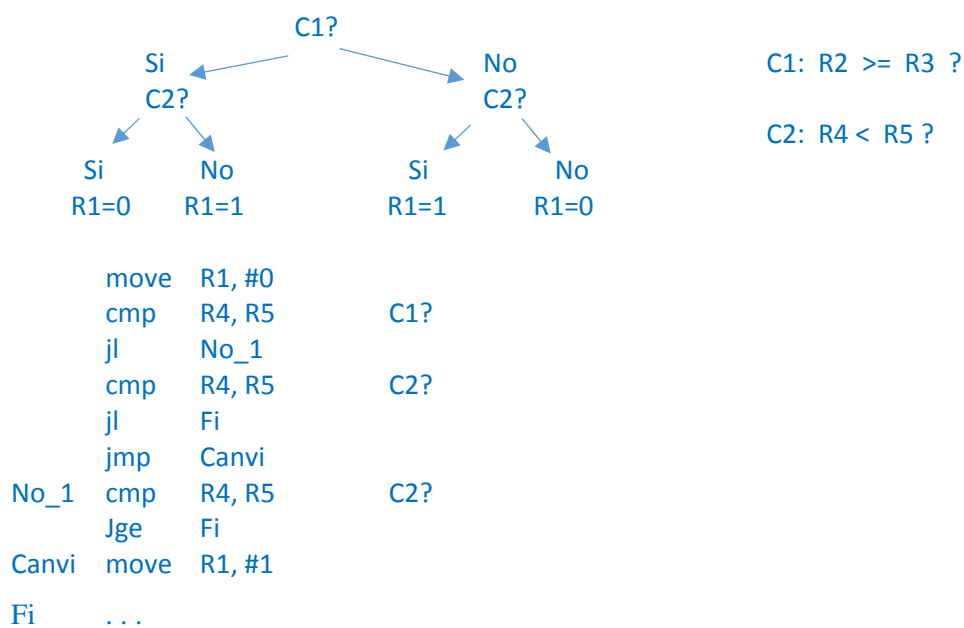 C1?
Si No C1: R2 >= R3 ?
C2? C2?
C2: R4 < R5 ?
Si No Si No
R1=0 R1=1 R1=1 R1=0
move R1, #0
cmp R4, R5 C1?
jl No_1
cmp R4, R5 C2?
jl Fi
jmp Canvi
No_1 cmp R4, R5 C2?
Jge Fi
Canvi move R1, #1
Fi . . .